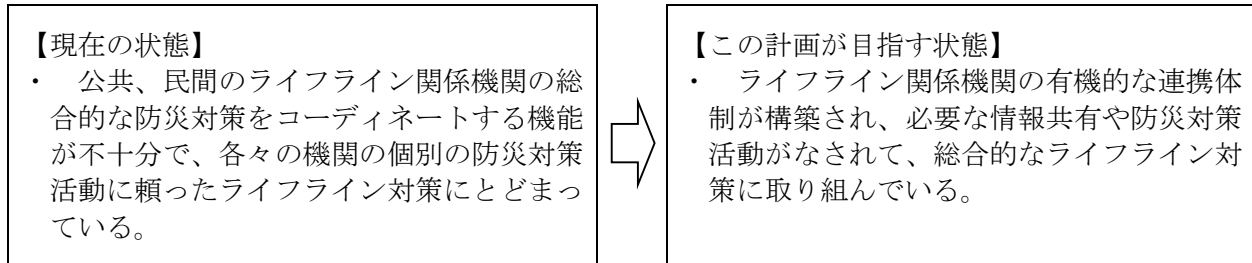 【現在の状態】
・　公共、民間のライフライン関係機関の総
合的な防災対策をコーディネートする機能
が不十分で、各々の機関の個別の防災対策
活動に頼ったライフライン対策にとどまっ
ている。
【この計画が目指す状態】
・　ライフライン関係機関の有機的な連携体
制が構築され、必要な情報共有や防災対策
活動がなされて、総合的なライフライン対
策に取り組んでいる。